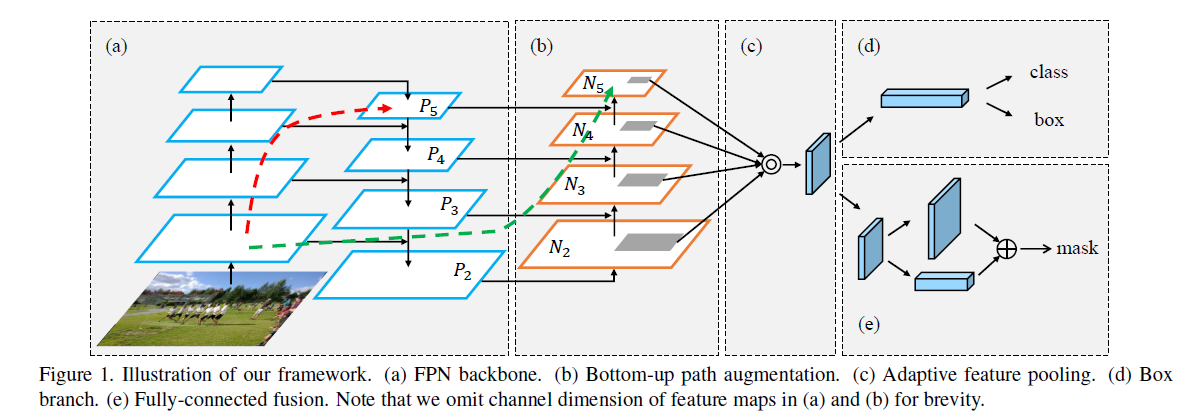 (a)
(b)
(c)
(d)
class
box
P5
P4
P3
P2
N5
N4
N3
N2
(e)
mask
Figure 1. Illustration of our framework. (a) FPN backbone. (b) Bottom-up path augmentation. (c) Adaptive feature pooling. (d) Box
branch. (e) Fully-connected fusion. Note that we omit channel dimension of feature maps in (a) and (b) for brevity.